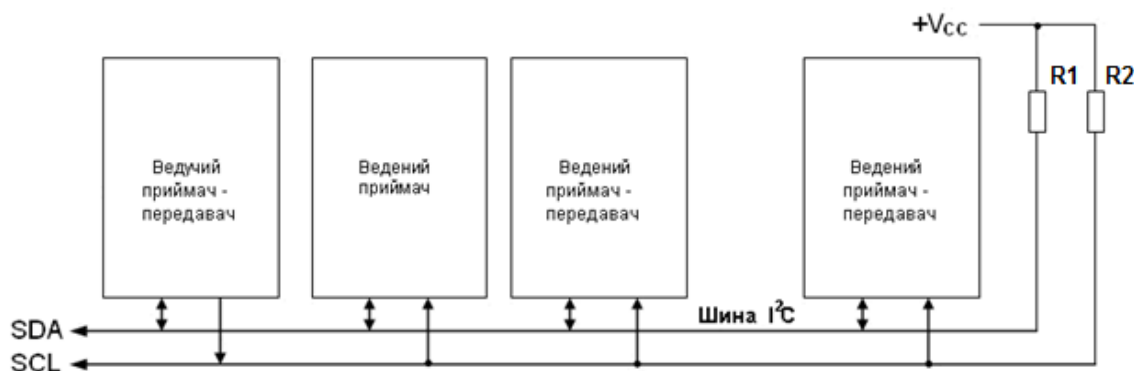 +Vcc
R1 R2
Ведучий
приймач -
передавач
Ведений
приймач
Ведений
приймач -
передавач
Ведений
приймач -
передавач
Шина I²C
SDA
SCL